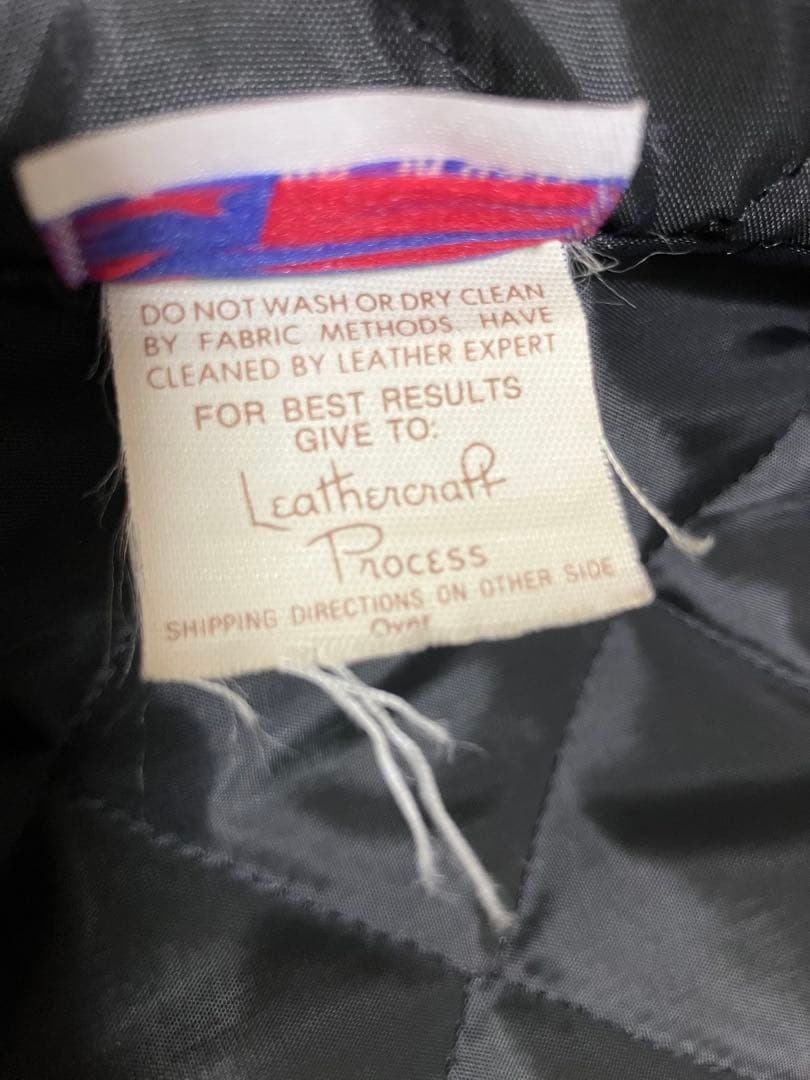 DO NOT WASH OR DRY CLEAN
BY FABRIC METHODS. HAVE
CLEANED BY LEATHER EXPERT
FOR BEST RESULTS
GIVE TO:
Leathercraft
Process
SHIPPING DIRECTIONS ON OTHER SIDE
Over